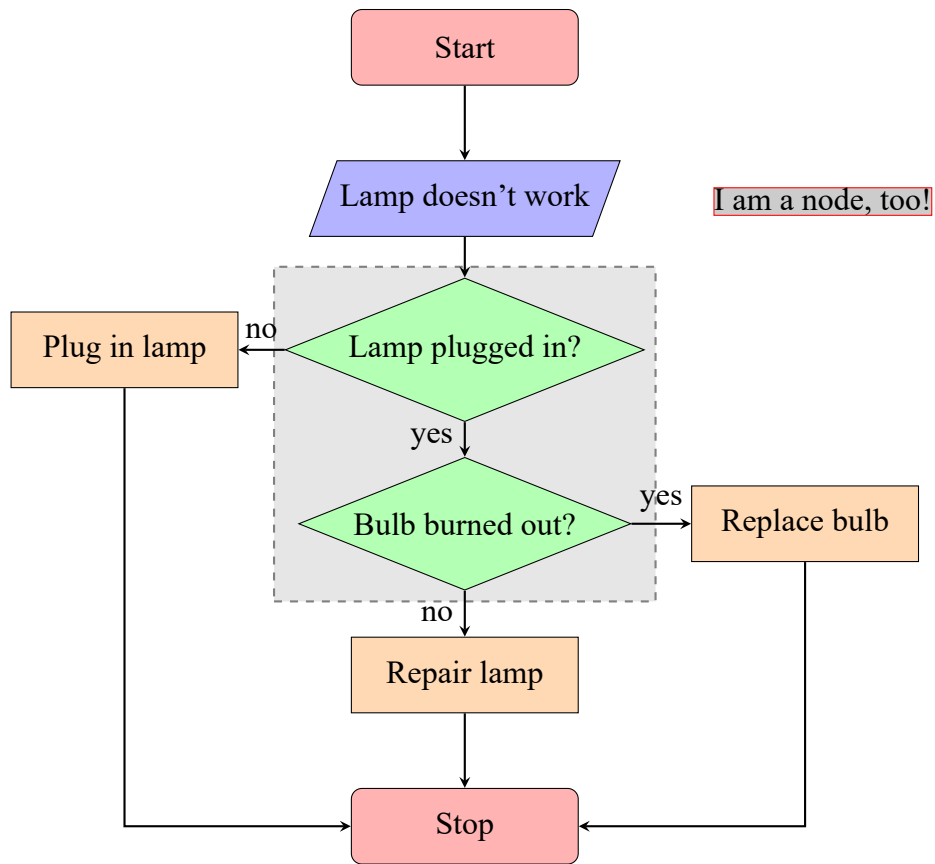 Start
Lamp doesn’t work
I am a node, too!
no
Plug in lamp
Lamp plugged in?
yes
Bulb burned out?
yes
Replace bulb
no
Repair lamp
Stop